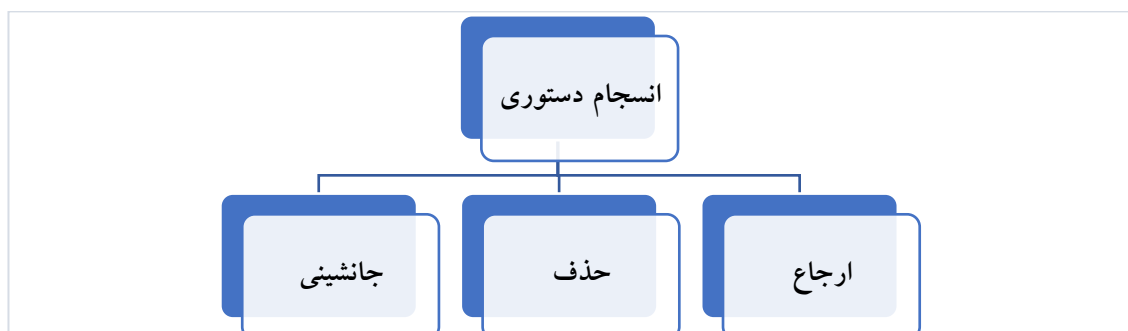 انسجام دستوری
ارجاع
حذف
جانشینی